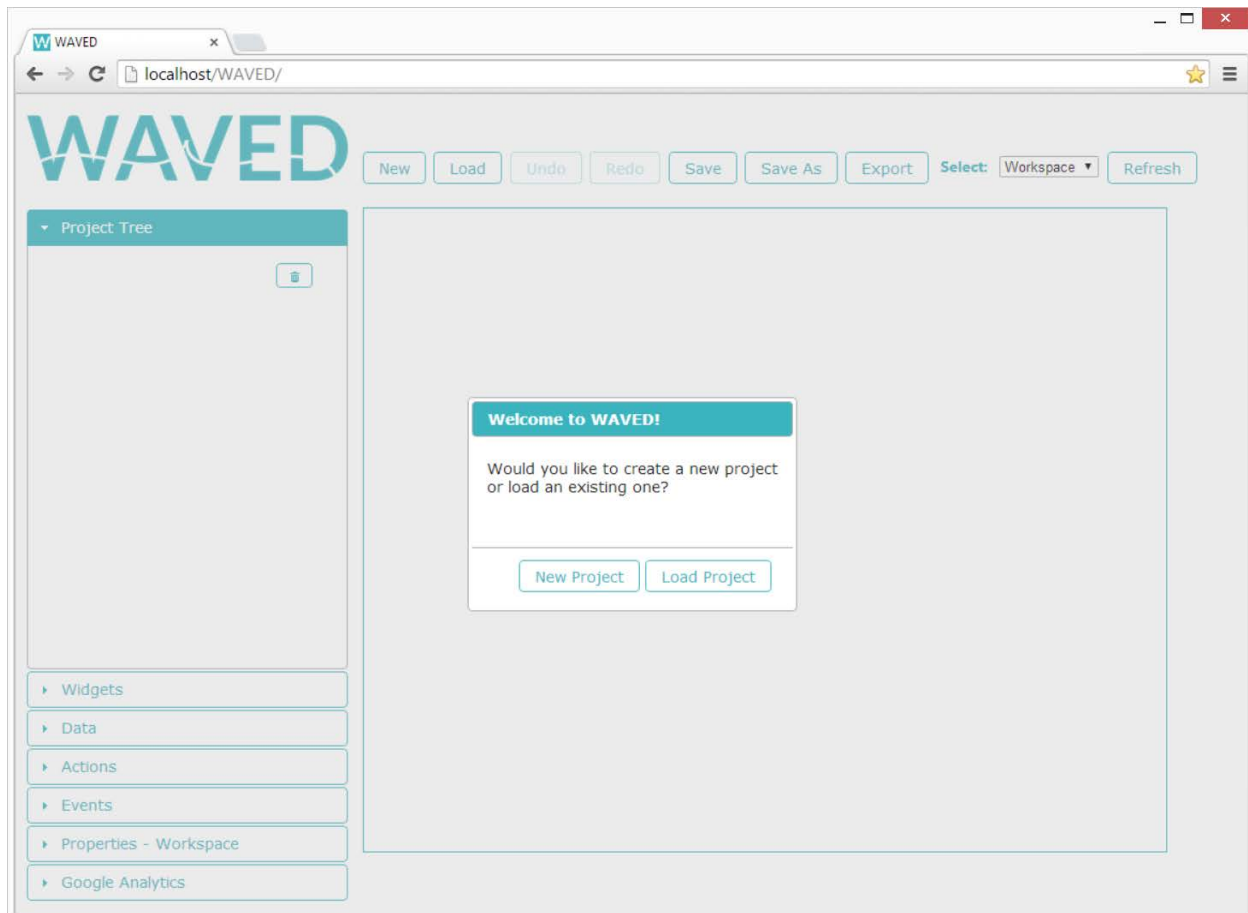 W WAVED
localhost/WAVED/
WAVED
New Load Undo Redo Save Save As Export Select: Workspace Refresh
Project Tree
Welcome to WAVED!
Would you like to create a new project
or load an existing one?
New Project Load Project
Widgets
Data
Actions
Events
Properties - Workspace
Google Analytics